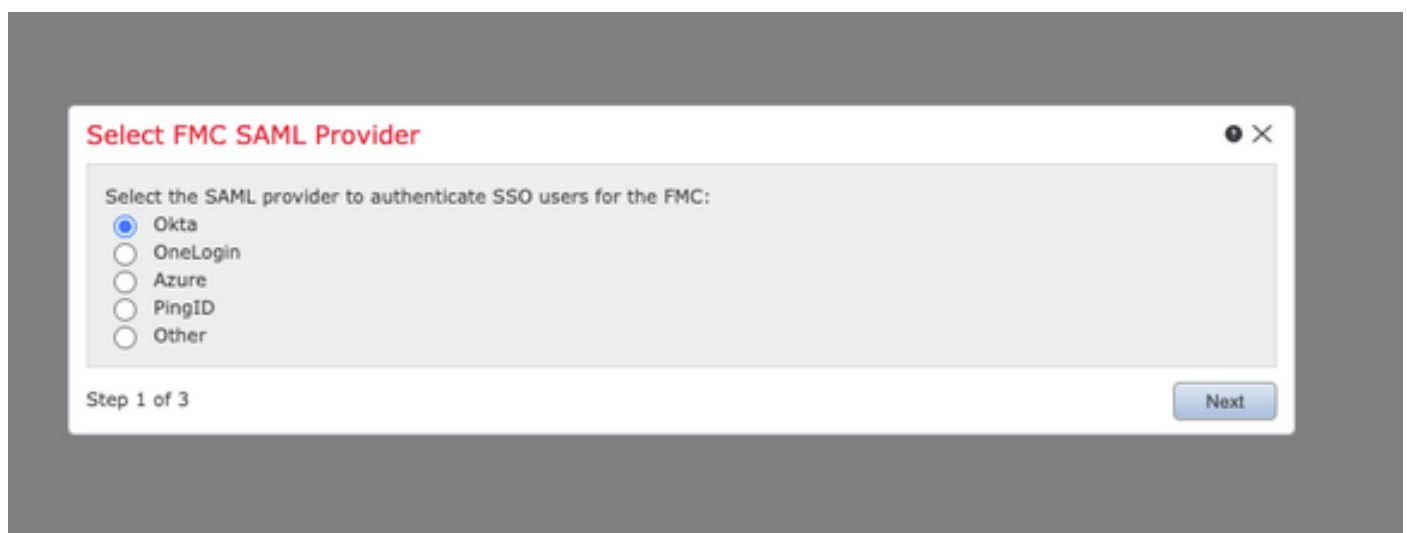 Select FMC SAML Provider
Select the SAML provider to authenticate SSO users for the FMC:
Okta
OneLogin
Azure
PingID
Other
Step 1 of 3
Next